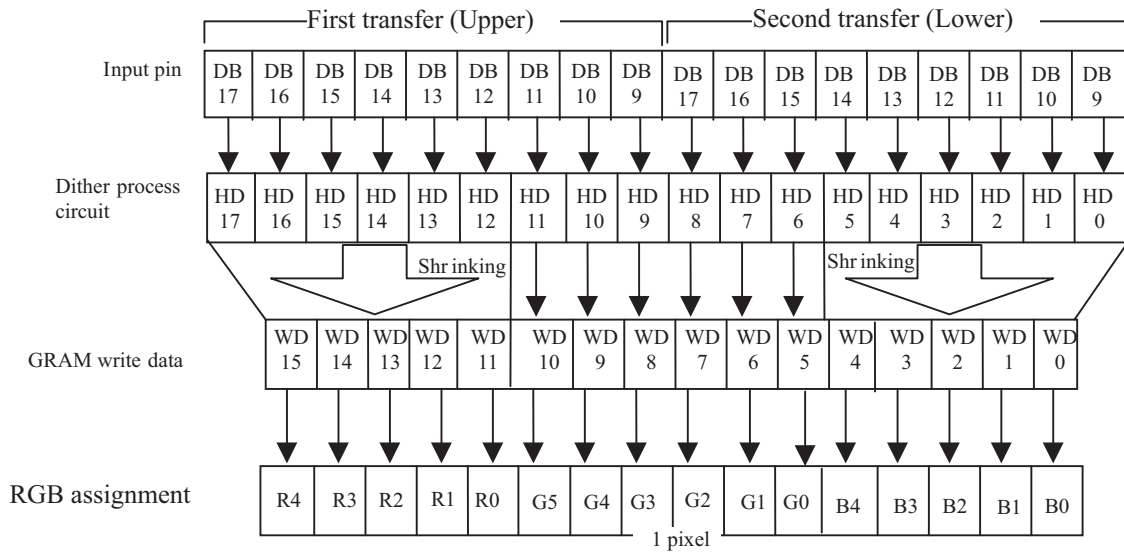 First transfer (Upper) Second transfer (Lower)
Input pin DB DB DB DB DB DB DB DB DB DB DB DB DB DB DB DB DB DB
17 16 15 14 13 12 11 10 9 17 16 15 14 13 12 11 10 9
Dither process circuit HD HD HD HD HD HD HD HD HD HD HD HD HD HD HD HD HD HD
17 16 15 14 13 12 11 10 9 8 7 6 5 4 3 2 1 0
Shr inking Shr inking
GRAM write data WD WD WD WD WD WD WD WD WD WD WD WD WD WD WD WD
15 14 13 12 11 10 9 8 7 6 5 4 3 2 1 0
RGB assignment R4 R3 R2 R1 R0 G5 G4 G3 G2 G1 G0 B4 B3 B2 B1 B0
1 pixel